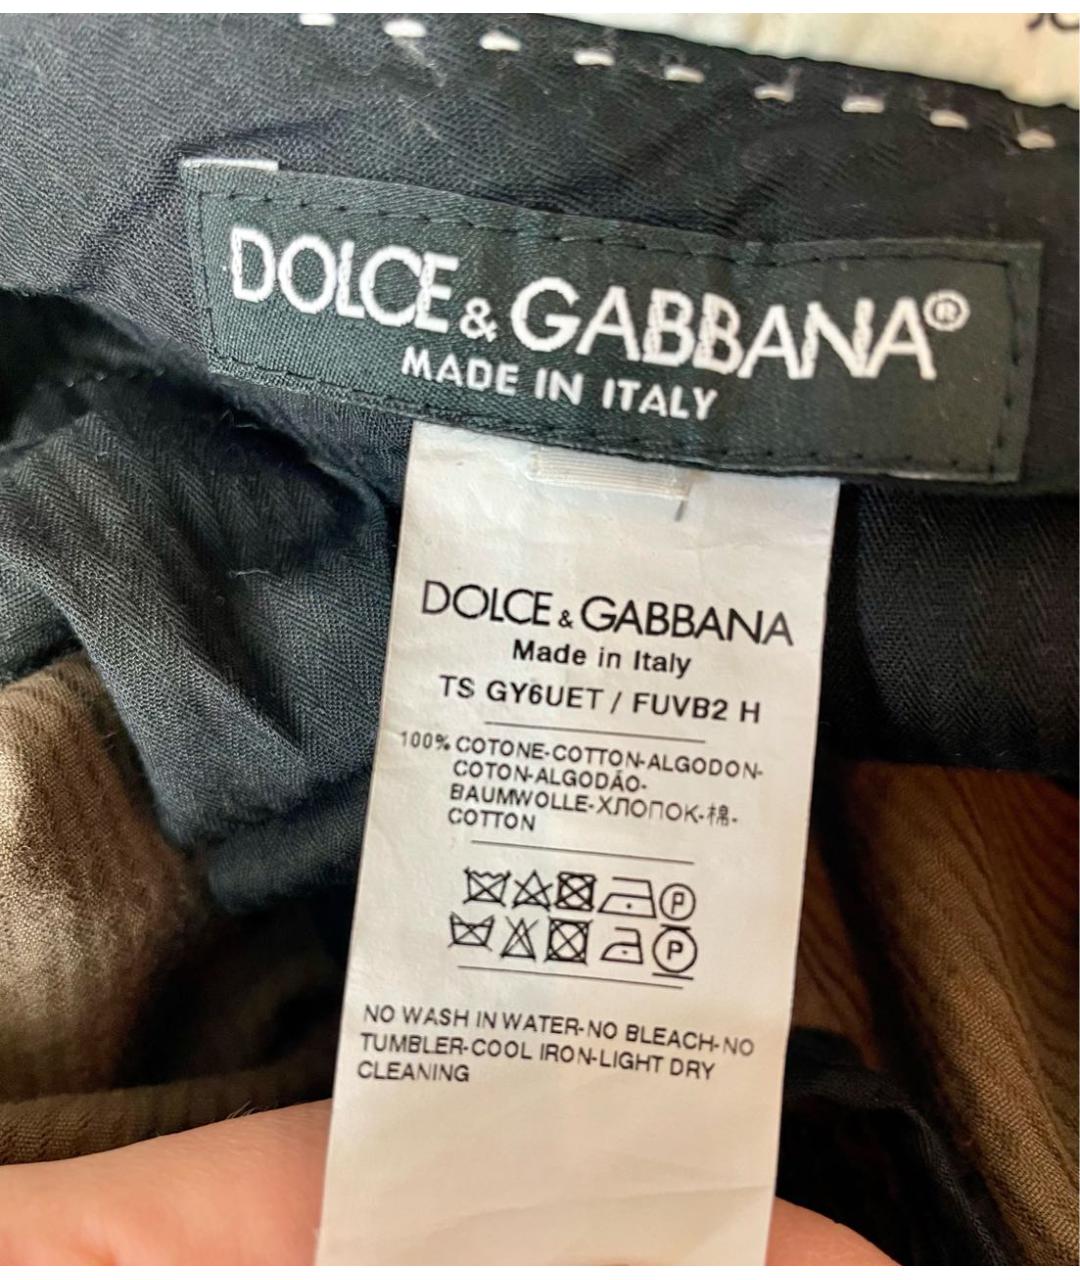 DOLCE & GABBANA®
MADE IN ITALY
DOLCE & GABBANA
Made in Italy
TS GY6UET / FUVB2 H
100% COTONE-COTTON-ALGODON-
COTON-ALGODÃO-
BAUMWOLLE-ХЛОПОК-棉-
COTTON
P
P
NO WASH IN WATER-NO BLEACH-NO
TUMBLER-COOL IRON-LIGHT DRY
CLEANING